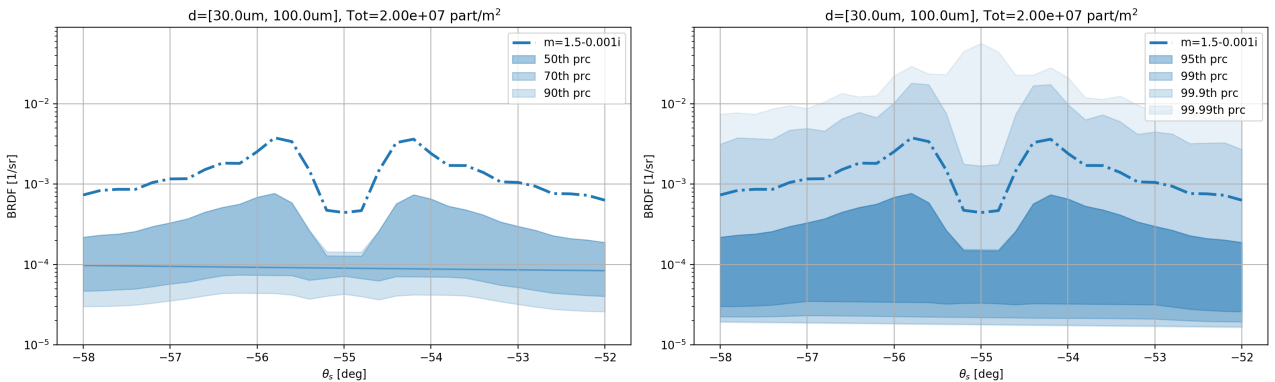 d=[30.0um, 100.0um], Tot=2.00e+07 part/m²
BRDF [1/sr]
10⁻²
10⁻³
10⁻⁴
10⁻⁵
m=1.5-0.001i
50th prc
70th prc
90th prc
−58
−57
−56
−55
−54
−53
−52
θₛ [deg]
d=[30.0um, 100.0um], Tot=2.00e+07 part/m²
BRDF [1/sr]
10⁻²
10⁻³
10⁻⁴
10⁻⁵
m=1.5-0.001i
95th prc
99th prc
99.9th prc
99.99th prc
−58
−57
−56
−55
−54
−53
−52
θₛ [deg]